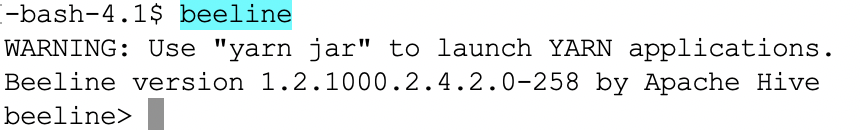 -bash-4.1$ beeline
WARNING: Use "yarn jar" to launch YARN applications.
Beeline version 1.2.1000.2.4.2.0-258 by Apache Hive
beeline>